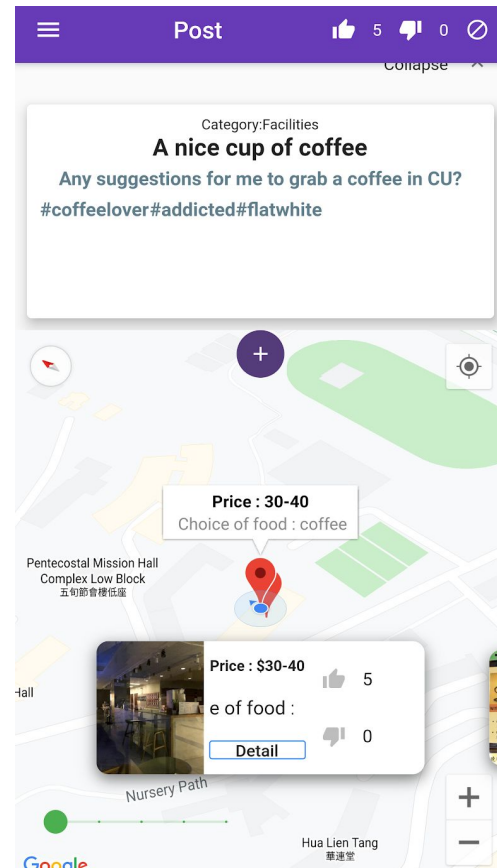 Post
5
0
Collapse
Category:Facilities
A nice cup of coffee
Any suggestions for me to grab a coffee in CU?
#coffeelover#addicted#flatwhite
+
Price : 30-40
Choice of food : coffee
Pentecostal Mission Hall
Complex Low Block
五旬節會樓低座
Hall
Price : $30-40
5
e of food :
0
Detail
Nursery Path
+
−
Hua Lien Tang
華連堂
Google